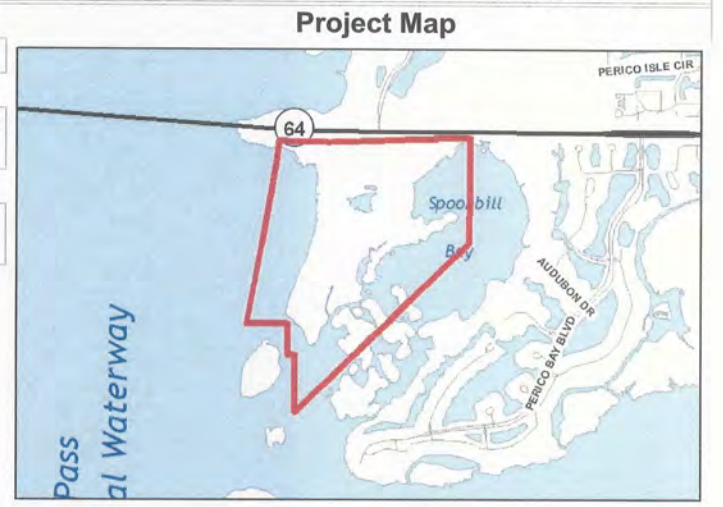 Project Map
PERICO ISLE CIR
64
Spoonbill
Bay
AUDUBON DR
PERICO BAY BLVD
Pass
al Waterway